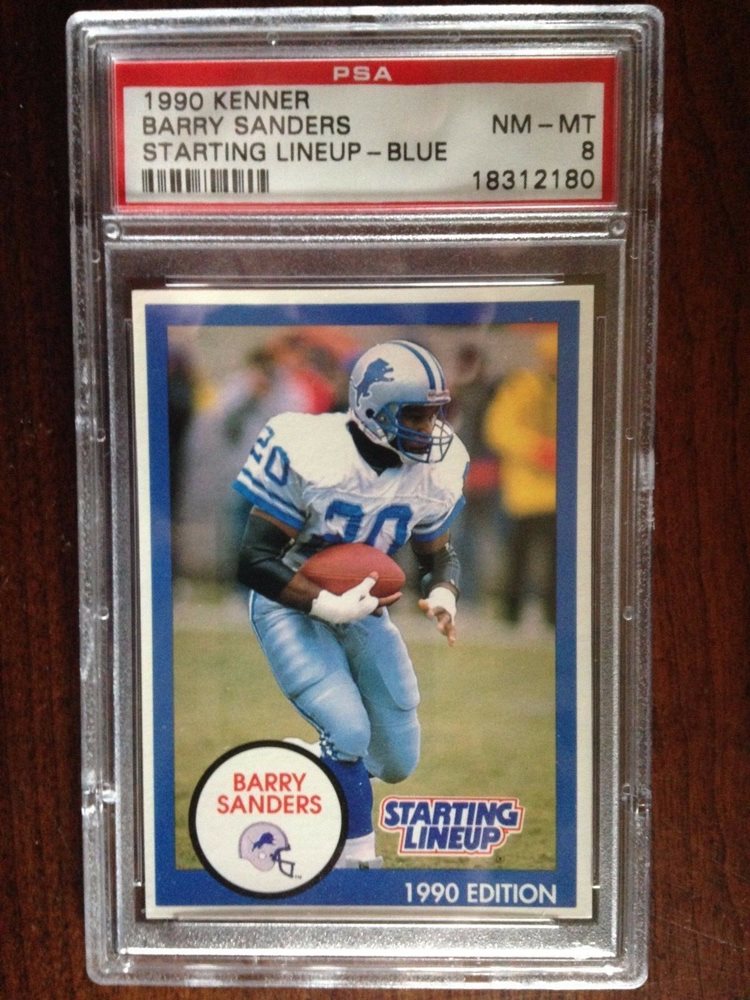 PSA
1990 KENNER
BARRY SANDERS NM-MT
STARTING LINEUP-BLUE 8
18312180
20
20
BARRY
SANDERS
STARTING
LINEUP
1990 EDITION